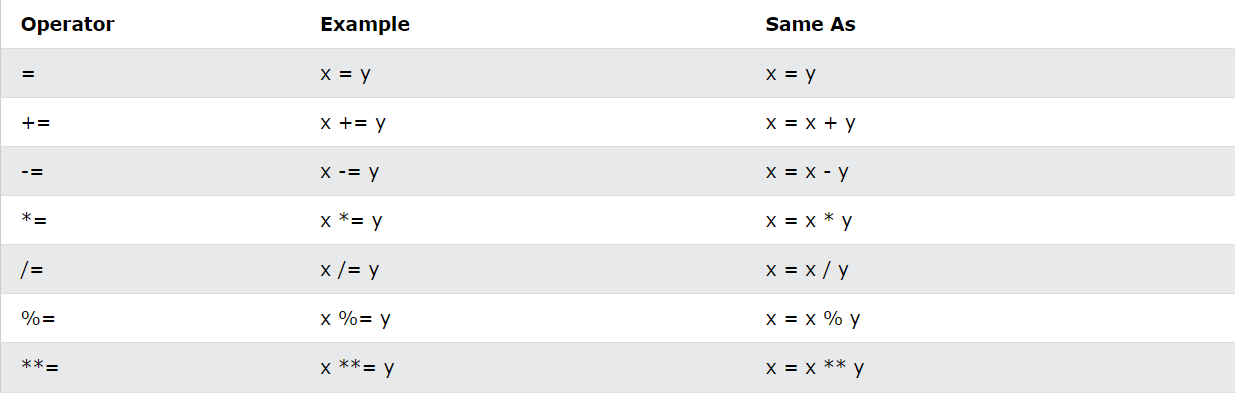 Operator Example Same As
= x = y x = y
+= x += y x = x + y
-= x -= y x = x - y
*= x *= y x = x * y
/= x /= y x = x / y
%= x %= y x = x % y
**= x **= y x = x ** y